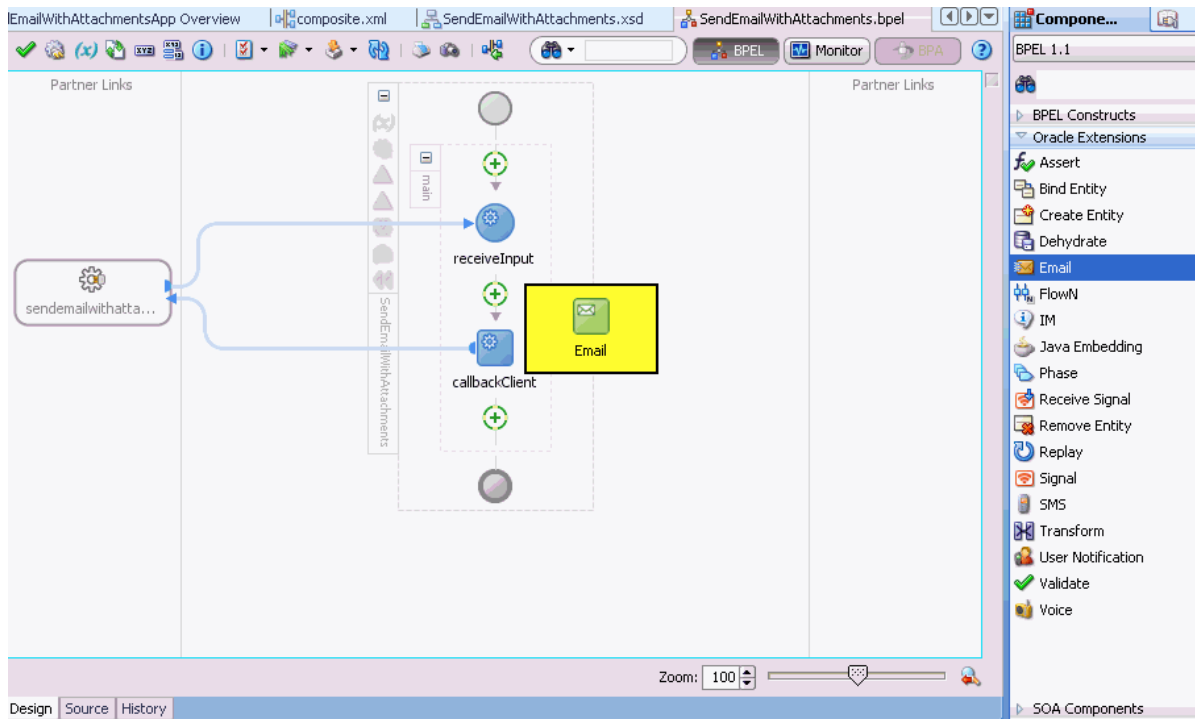 EmailWithAttachmentsApp Overview
composite.xml
SendEmailWithAttachments.xsd
SendEmailWithAttachments.bpel
Compone...
(x)
XYZ
BPEL
Monitor
BPA
BPEL 1.1
Partner Links
Partner Links
(x)
main
receiveInput
sendemailwithatta...
SendEmailWithAttachments
Email
callbackClient
BPEL Constructs
Oracle Extensions
Assert
Bind Entity
Create Entity
Dehydrate
Email
FlowN
IM
Java Embedding
Phase
Receive Signal
Remove Entity
Replay
Signal
SMS
Transform
User Notification
Validate
Voice
Zoom: 100
Design Source History
SOA Components